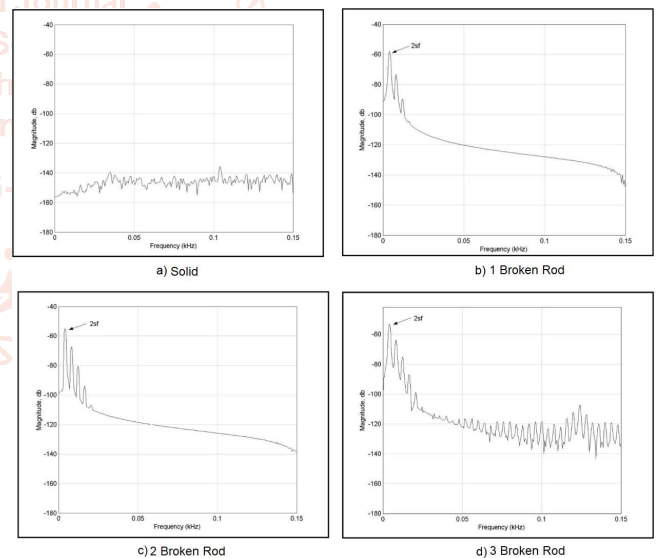 Journal
-40
-60
-80
-100
-120
-140
-160
-180
Magnitude, db
0
0.05
0.1
0.15
Frequency (kHz)
a) Solid
-40
-60
-80
-100
-120
-140
-160
-180
Magnitude, db
2sf
0
0.05
0.1
0.15
Frequency (kHz)
b) 1 Broken Rod
-40
-60
-80
-100
-120
-140
-160
-180
Magnitude, db
2sf
0
0.05
0.1
0.15
Frequency (kHz)
c) 2 Broken Rod
-60
-80
-100
-120
-140
-160
-180
Magnitude, db
2sf
0
0.05
0.1
0.15
Frequency (kHz)
d) 3 Broken Rod